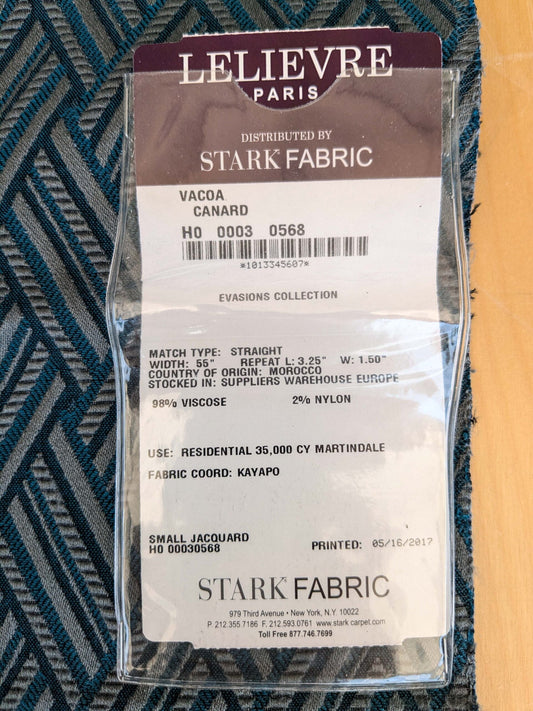 LELIEVRE
PARIS
DISTRIBUTED BY
STARK FABRIC
VACOA
CANARD
H0 0003 0568
*1013345607*
EVASIONS COLLECTION
MATCH TYPE: STRAIGHT
WIDTH: 55" REPEAT L: 3.25" W: 1.50"
COUNTRY OF ORIGIN: MOROCCO
STOCKED IN: SUPPLIERS WAREHOUSE EUROPE
98% VISCOSE 2% NYLON
USE: RESIDENTIAL 35,000 CY MARTINDALE
FABRIC COORD: KAYAPO
SMALL JACQUARD
H0 00030568 PRINTED: 05/16/2017
STARK FABRIC
979 Third Avenue • New York, N.Y. 10022
P. 212.355.7186 F. 212.593.0761 www.starkcarpet.com
Toll Free 877.746.7699